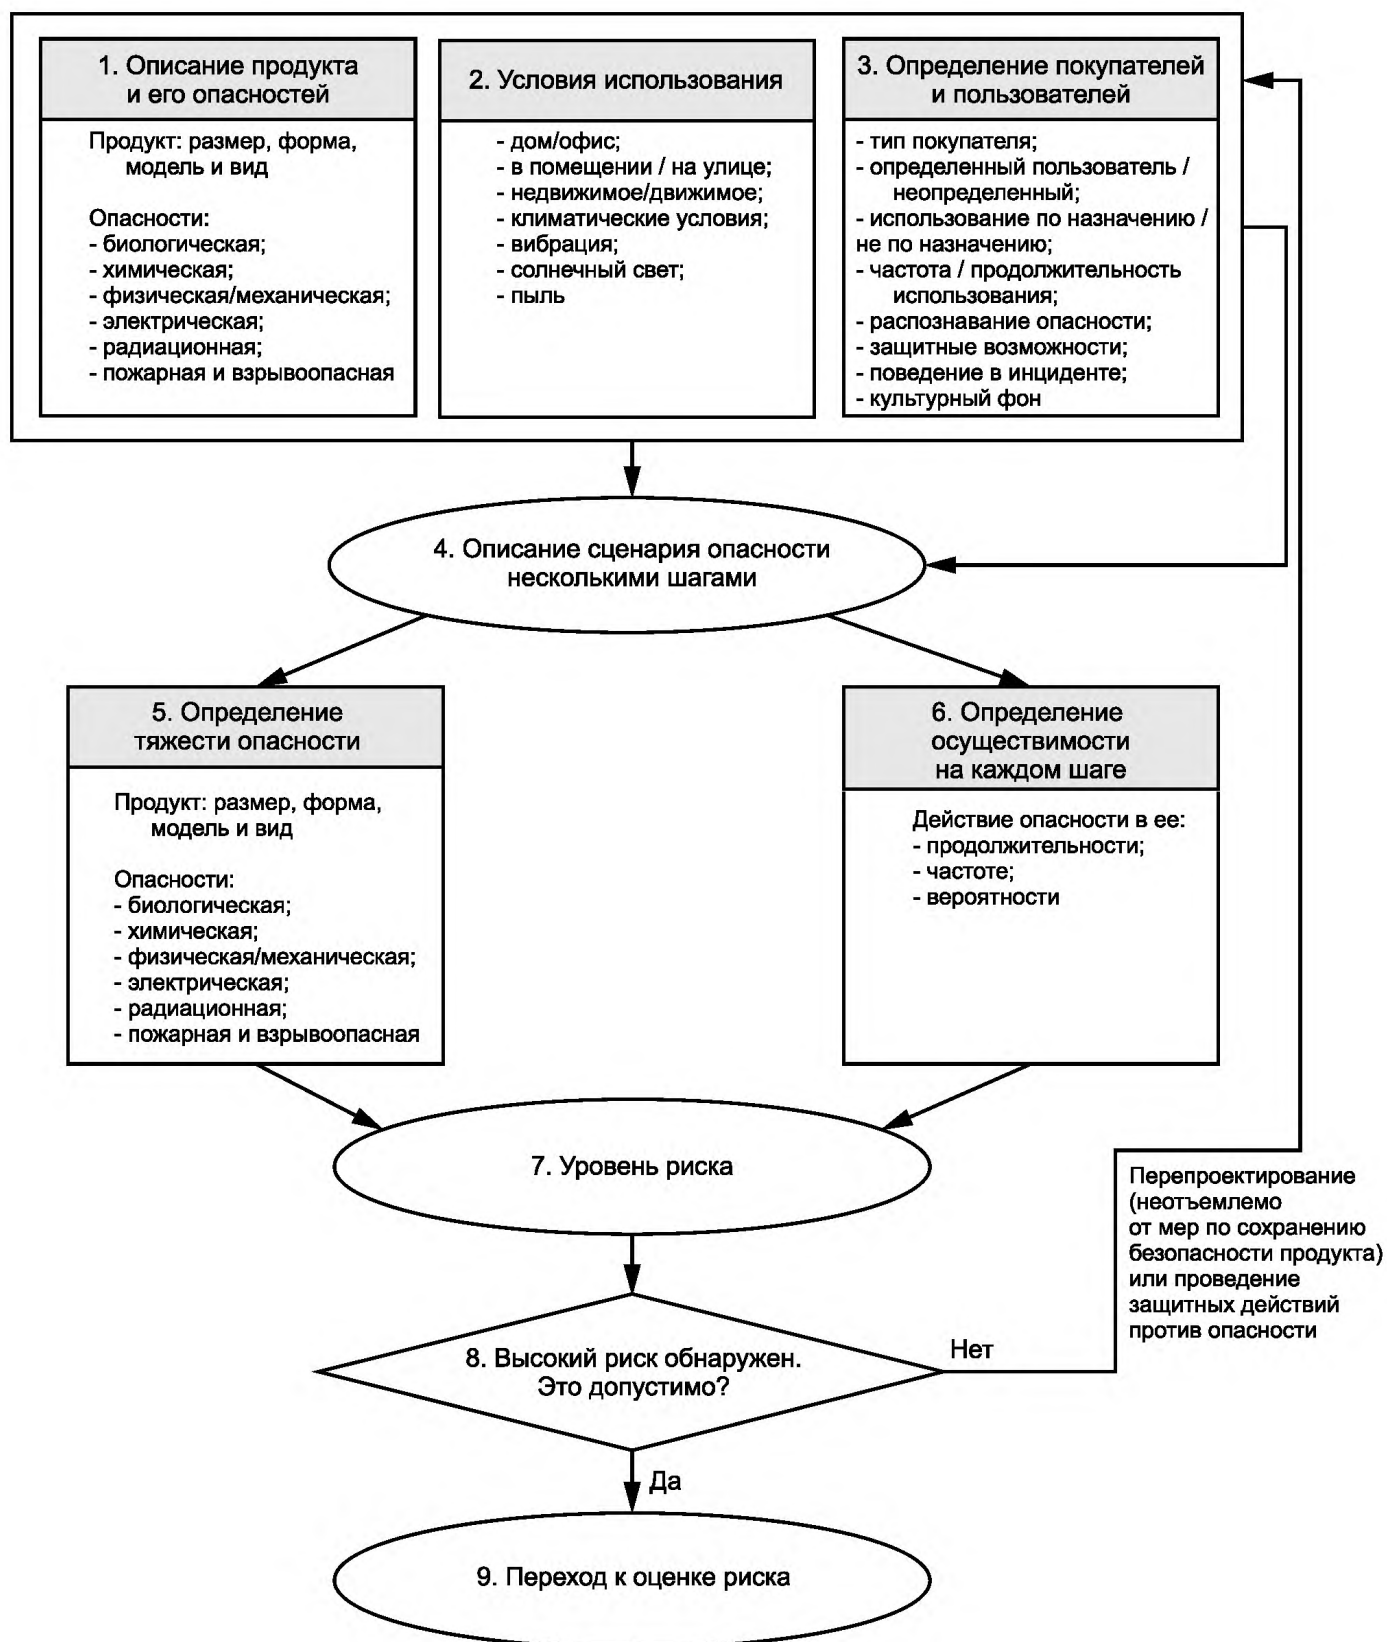 1. Описание продукта
и его опасностей
Продукт: размер, форма,
модель и вид
Опасности:
- биологическая;
- химическая;
- физическая/механическая;
- электрическая;
- радиационная;
- пожарная и взрывоопасная
2. Условия использования
- дом/офис;
- в помещении / на улице;
- недвижимое/движимое;
- климатические условия;
- вибрация;
- солнечный свет;
- пыль
3. Определение покупателей
и пользователей
- тип покупателя;
- определенный пользователь /
неопределенный;
- использование по назначению /
не по назначению;
- частота / продолжительность
использования;
- распознавание опасности;
- защитные возможности;
- поведение в инциденте;
- культурный фон
4. Описание сценария опасности
несколькими шагами
5. Определение
тяжести опасности
Продукт: размер, форма,
модель и вид
Опасности:
- биологическая;
- химическая;
- физическая/механическая;
- электрическая;
- радиационная;
- пожарная и взрывоопасная
6. Определение
осуществимости
на каждом шаге
Действие опасности в ее:
- продолжительности;
- частоте;
- вероятности
7. Уровень риска
Перепроектирование
(неотъемлемо
от мер по сохранению
безопасности продукта)
или проведение
защитных действий
против опасности
8. Высокий риск обнаружен.
Это допустимо?
Нет
Да
9. Переход к оценке риска